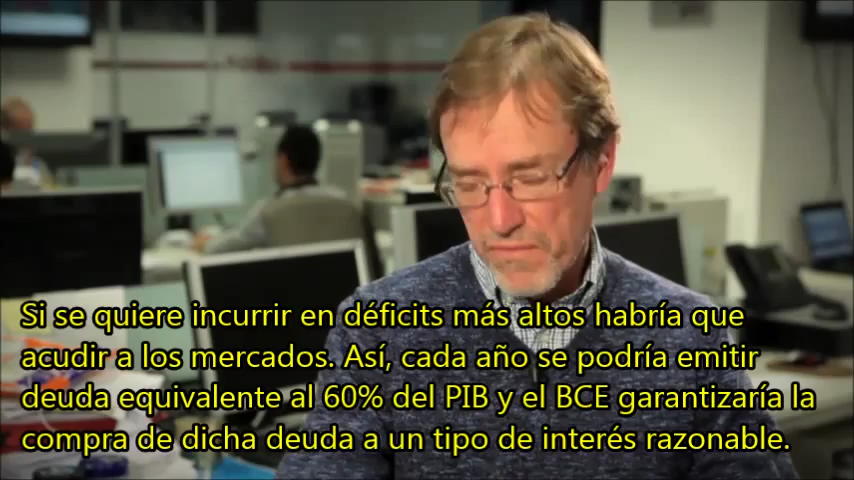 Si se quiere incurrir en déficits más altos habría que
acudir a los mercados. Así, cada año se podría emitir
deuda equivalente al 60% del PIB y el BCE garantizaría la
compra de dicha deuda a un tipo de interés razonable.